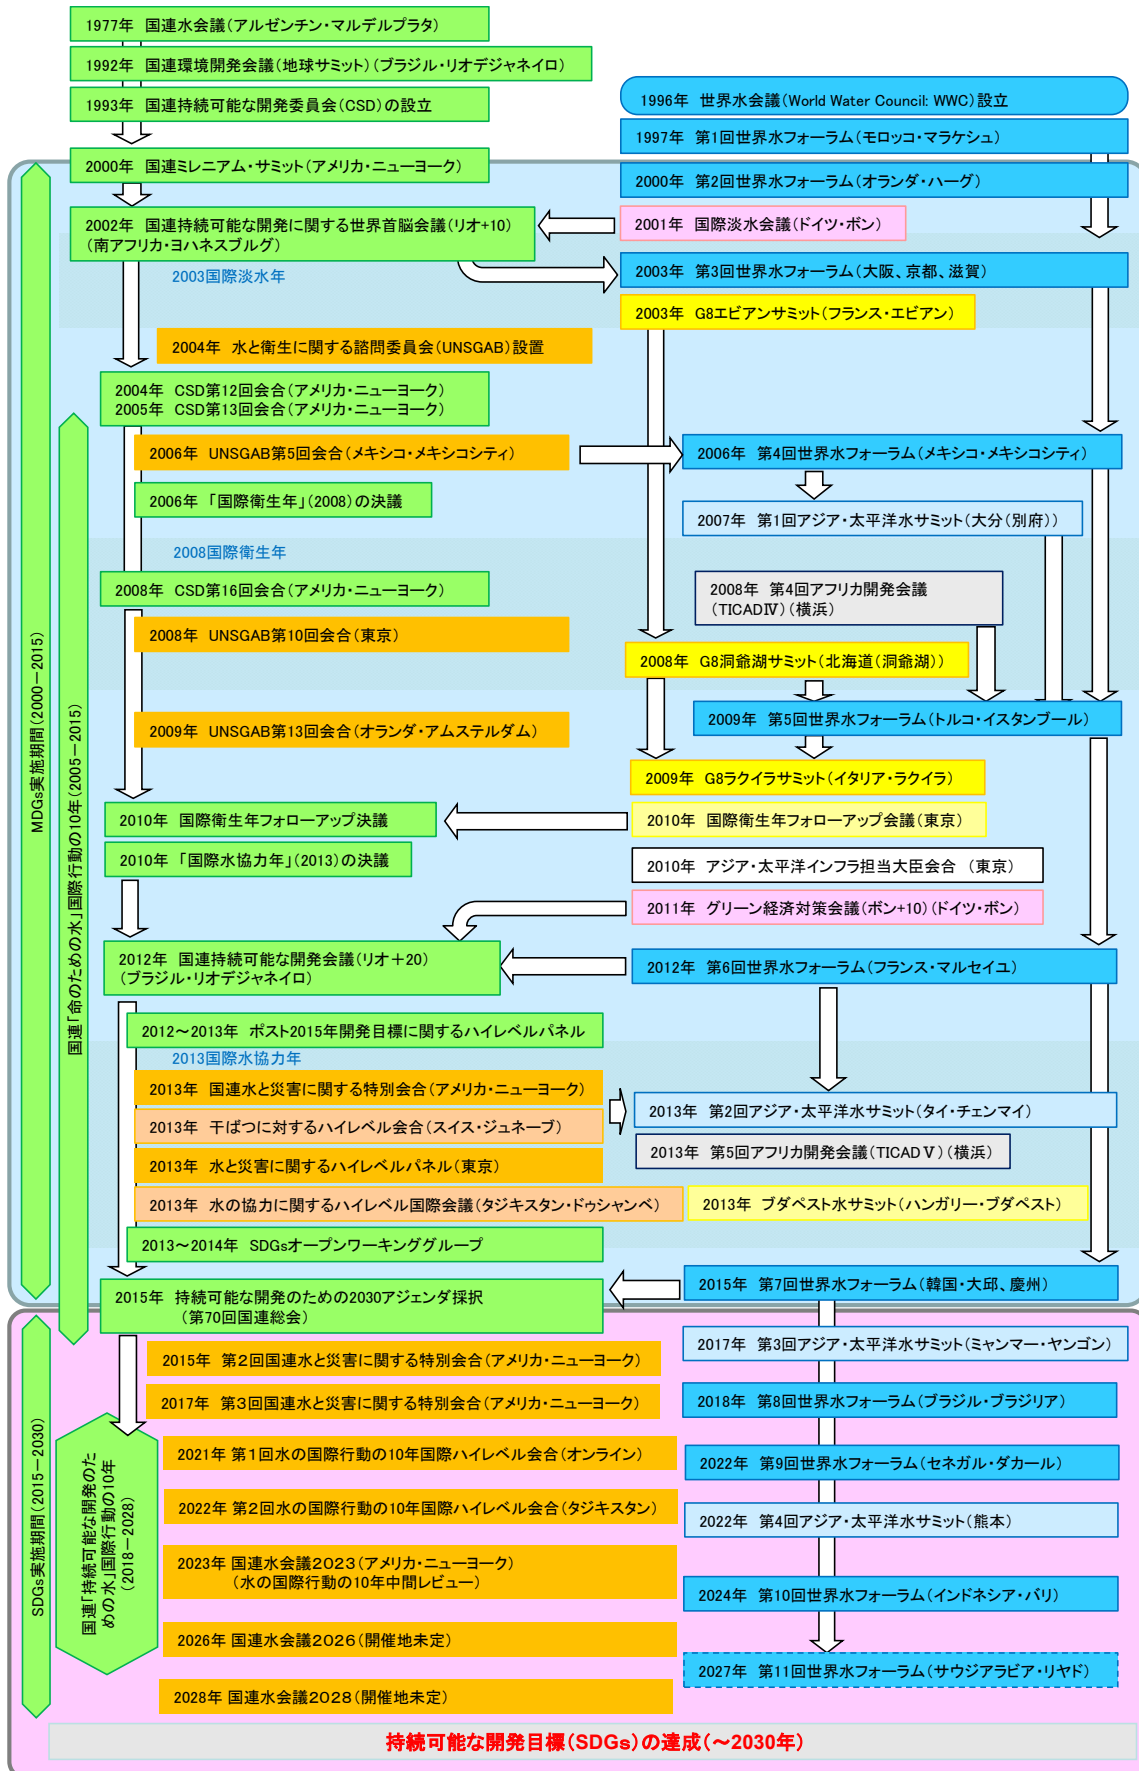 1977年 国連水会議（アルゼンチン・マルデルプラタ）
1992年 国連環境開発会議（地球サミット）（ブラジル・リオデジャネイロ）
1993年 国連持続可能な開発委員会（CSD）の設立
1996年 世界水会議（World Water Council: WWC）設立
1997年 第1回世界水フォーラム（モロッコ・マラケシュ）
2000年 国連ミレニアム・サミット（アメリカ・ニューヨーク）
2000年 第2回世界水フォーラム（オランダ・ハーグ）
2002年 国連持続可能な開発に関する世界首脳会議（リオ+10）
（南アフリカ・ヨハネスブルグ）
2001年 国際淡水会議（ドイツ・ボン）
2003国際淡水年
2003年 第3回世界水フォーラム（大阪、京都、滋賀）
2003年 G8エビアンサミット（フランス・エビアン）
2004年 水と衛生に関する諮問委員会（UNSGAB）設置
2004年 CSD第12回会合（アメリカ・ニューヨーク）
2005年 CSD第13回会合（アメリカ・ニューヨーク）
2006年 UNSGAB第5回会合（メキシコ・メキシコシティ）
2006年 第4回世界水フォーラム（メキシコ・メキシコシティ）
2006年 「国際衛生年」（2008）の決議
2007年 第1回アジア・太平洋水サミット（大分（別府））
2008国際衛生年
2008年 CSD第16回会合（アメリカ・ニューヨーク）
2008年 第4回アフリカ開発会議
（TICADⅣ）（横浜）
2008年 UNSGAB第10回会合（東京）
2008年 G8洞爺湖サミット（北海道（洞爺湖））
2009年 UNSGAB第13回会合（オランダ・アムステルダム）
2009年 第5回世界水フォーラム（トルコ・イスタンブール）
2009年 G8ラクイラサミット（イタリア・ラクイラ）
2010年 国際衛生年フォローアップ決議
2010年 国際衛生年フォローアップ会議（東京）
2010年 「国際水協力年」（2013）の決議
2010年 アジア・太平洋インフラ担当大臣会合 （東京）
2011年 グリーン経済対策会議（ボン+10）（ドイツ・ボン）
2012年 国連持続可能な開発会議（リオ＋20）
（ブラジル・リオデジャネイロ）
2012年 第6回世界水フォーラム（フランス・マルセイユ）
2012～2013年 ポスト2015年開発目標に関するハイレベルパネル
2013国際水協力年
2013年 国連水と災害に関する特別会合（アメリカ・ニューヨーク）
2013年 第2回アジア・太平洋水サミット（タイ・チェンマイ）
2013年 干ばつに対するハイレベル会合（スイス・ジュネーブ）
2013年 第5回アフリカ開発会議（TICADⅤ）（横浜）
2013年 水と災害に関するハイレベルパネル（東京）
2013年 水の協力に関するハイレベル国際会議（タジキスタン・ドゥシャンベ）
2013年 ブダペスト水サミット（ハンガリー・ブダペスト）
2013～2014年 SDGsオープンワーキンググループ
2015年 持続可能な開発のための2030アジェンダ採択
（第70回国連総会）
2015年 第7回世界水フォーラム（韓国・大邱、慶州）
MDGs実施期間（2000－2015）
国連「命のための水」国際行動の10年（2005－2015）
2015年 第２回国連水と災害に関する特別会合（アメリカ・ニューヨーク）
2017年 第3回アジア・太平洋水サミット（ミャンマー・ヤンゴン）
2017年 第３回国連水と災害に関する特別会合（アメリカ・ニューヨーク）
2018年 第8回世界水フォーラム（ブラジル・ブラジリア）
2021年 第１回水の国際行動の10年国際ハイレベル会合（オンライン）
2022年 第9回世界水フォーラム（セネガル・ダカール）
2022年 第２回水の国際行動の10年国際ハイレベル会合（タジキスタン）
2022年 第4回アジア・太平洋水サミット（熊本）
2023年 国連水会議２０２３（アメリカ・ニューヨーク）
（水の国際行動の10年中間レビュー）
2024年 第10回世界水フォーラム（インドネシア・バリ）
2026年 国連水会議２０２６（開催地未定）
2027年 第11回世界水フォーラム（サウジアラビア・リヤド）
2028年 国連水会議２０２８（開催地未定）
SDGs実施期間（2015－2030）
国連「持続可能な開発のた
めの水」国際行動の10年
（2018－2028）
持続可能な開発目標（SDGs）の達成（～2030年）